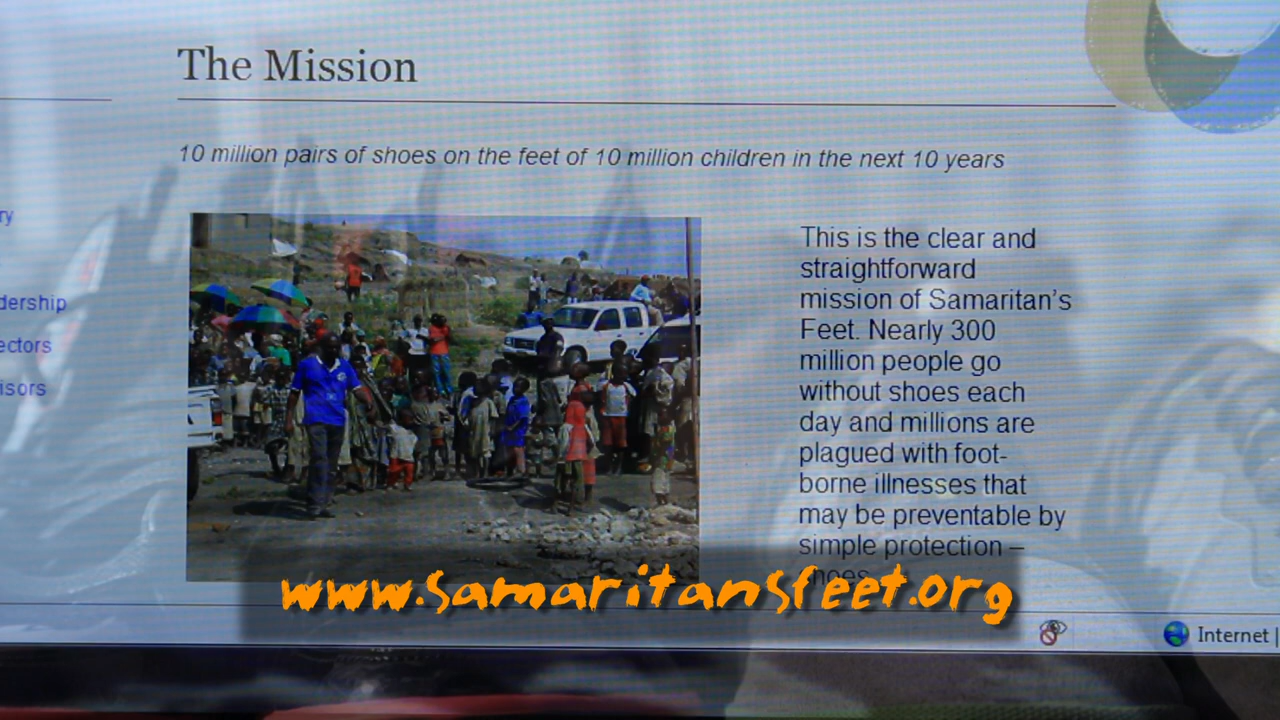 The Mission
10 million pairs of shoes on the feet of 10 million children in the next 10 years
ry
dership
ectors
isors
This is the clear and
straightforward
mission of Samaritan's
Feet. Nearly 300
million people go
without shoes each
day and millions are
plagued with foot-
borne illnesses that
may be preventable by
simple protection –
shoes.
www.samaritansfeet.org
Internet |